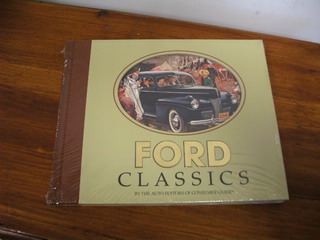 FORD
CLASSICS
BY THE AUTO EDITORS OF CONSUMER GUIDE®